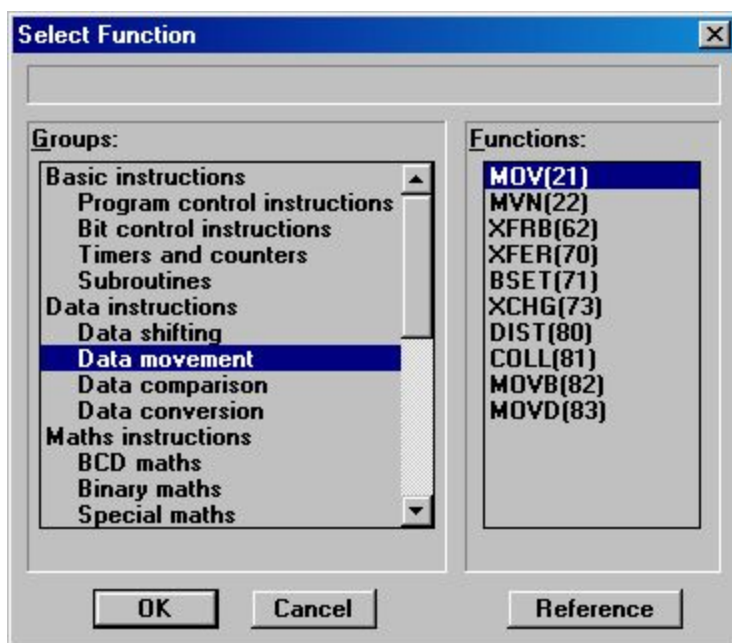 Select Function
Groups:
Basic instructions
Program control instructions
Bit control instructions
Timers and counters
Subroutines
Data instructions
Data shifting
Data movement
Data comparison
Data conversion
Maths instructions
BCD maths
Binary maths
Special maths
Functions:
MOV(21)
MVN(22)
XFRB(62)
XFER(70)
BSET(71)
XCHG(73)
DIST(80)
COLL(81)
MOVB(82)
MOVD(83)
OK
Cancel
Reference